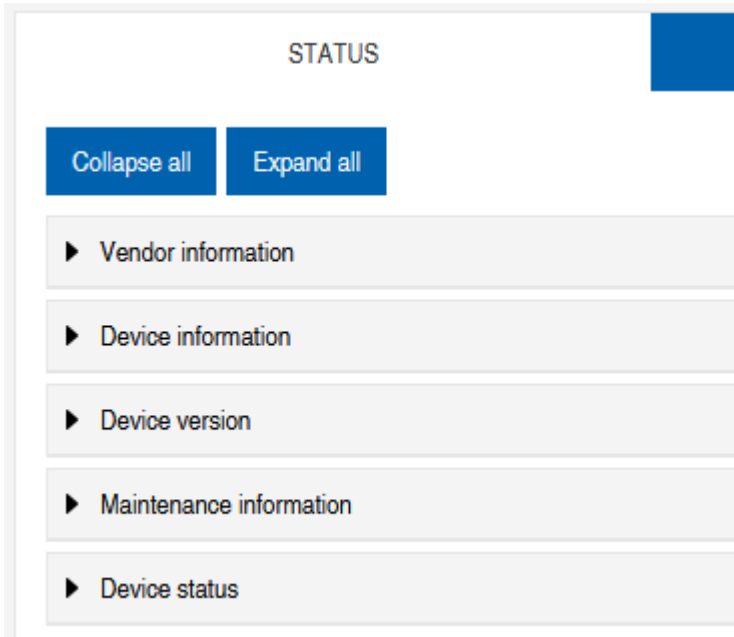 STATUS
Collapse all Expand all
Vendor information
Device information
Device version
Maintenance information
Device status